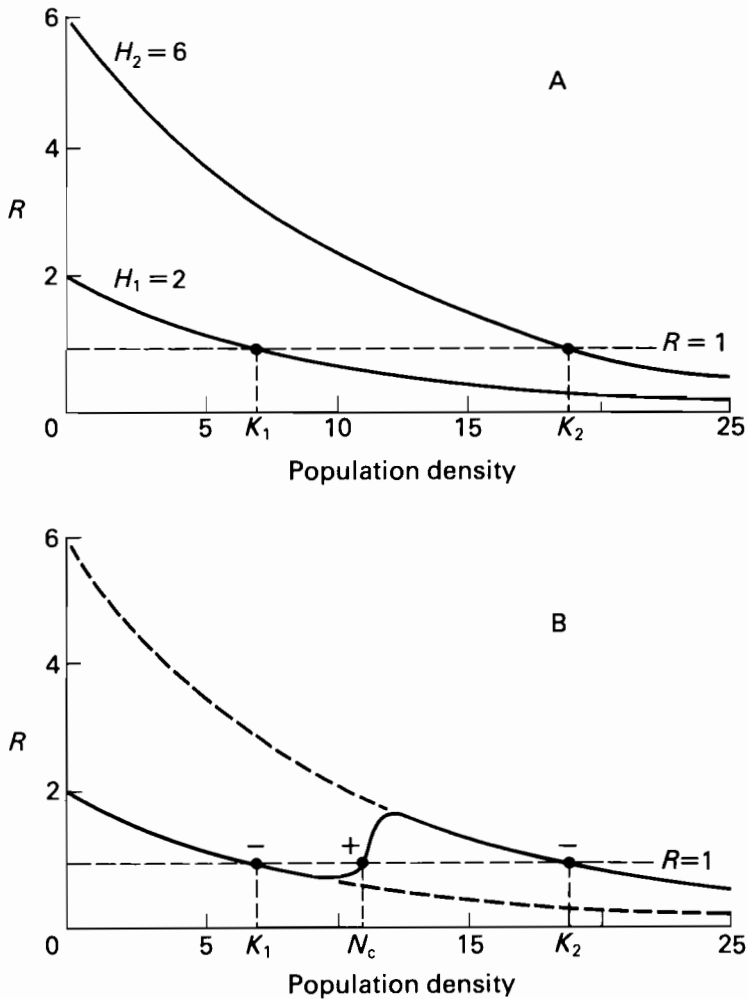 6
H₂ = 6
A
4
R
2
H₁ = 2
R = 1
0 5 K₁ 10 15 K₂ 25
Population density
6
B
4
R
2
− + −
R=1
0 5 K₁ N꜀ 15 K₂ 25
Population density